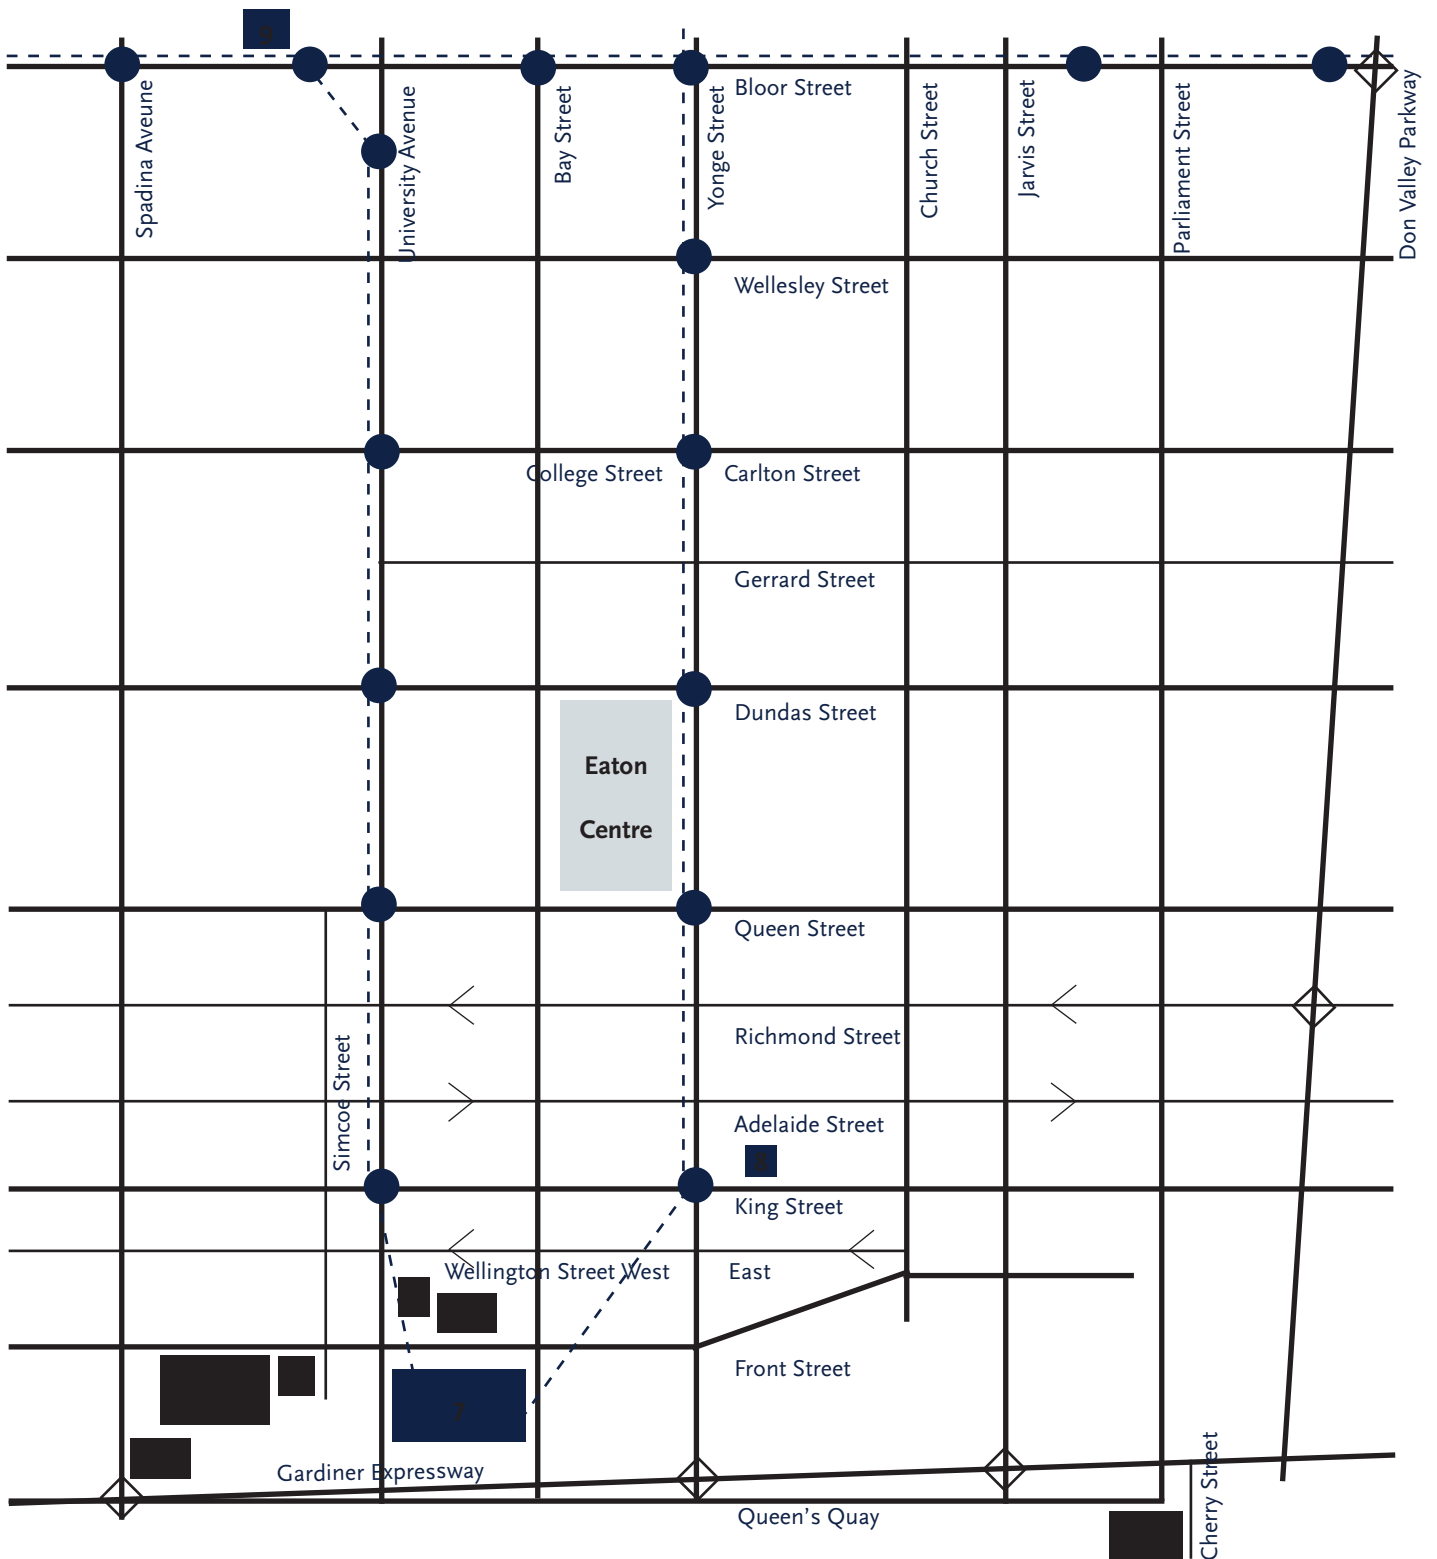 6
Bloor Street
Spadina Aveune
University Avenue
Bay Street
Yonge Street
Church Street
Jarvis Street
Parliament Street
Don Valley Parkway
Wellesley Street
College Street
Carlton Street
Gerrard Street
Dundas Street
Eaton
Centre
Queen Street
Richmond Street
Simcoe Street
Adelaide Street
King Street
Wellington Street West
East
Front Street
7
Gardiner Expressway
Queen's Quay
Cherry Street